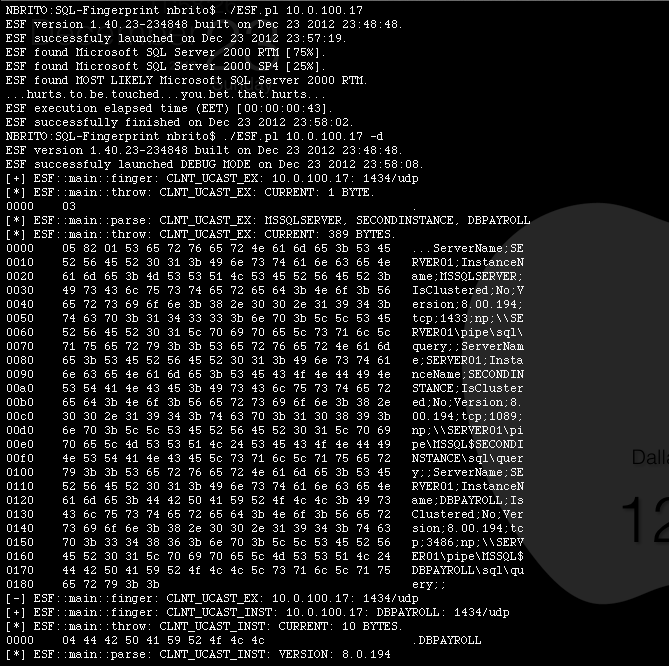 NBRITO:SQL-Fingerprint nbrito$ ./ESF.pl 10.0.100.17
ESF version 1.40.23-234848 built on Dec 23 2012 23:48:48.
ESF successfuly launched on Dec 23 2012 23:57:19.
ESF found Microsoft SQL Server 2000 RTM [75%].
ESF found Microsoft SQL Server 2000 SP4 [25%].
ESF found MOST LIKELY Microsoft SQL Server 2000 RTM.
...hurts.to.be.touched...you.bet.that.hurts...
ESF execution elapsed time (EET) [00:00:00:43].
ESF successfully finished on Dec 23 2012 23:58:02.
NBRITO:SQL-Fingerprint nbrito$ ./ESF.pl 10.0.100.17 -d
ESF version 1.40.23-234848 built on Dec 23 2012 23:48:48.
ESF successfuly launched DEBUG MODE on Dec 23 2012 23:58:08.
[+] ESF::main::finger: CLNT_UCAST_EX: 10.0.100.17: 1434/udp
[*] ESF::main::throw: CLNT_UCAST_EX: CURRENT: 1 BYTE.
0000 03 .
[*] ESF::main::parse: CLNT_UCAST_EX: MSSQLSERVER, SECONDINSTANCE, DBPAYROLL
[*] ESF::main::throw: CLNT_UCAST_EX: CURRENT: 389 BYTES.
0000 05 82 01 53 65 72 76 65 72 4e 61 6d 65 3b 53 45 ...ServerName;SE
0010 52 56 45 52 30 31 3b 49 6e 73 74 61 6e 63 65 4e RVER01;InstanceN
0020 61 6d 65 3b 4d 53 53 51 4c 53 45 52 56 45 52 3b ame;MSSQLSERVER;
0030 49 73 43 6c 75 73 74 65 72 65 64 3b 4e 6f 3b 56 IsClustered;No;V
0040 65 72 73 69 6f 6e 3b 38 2e 30 30 2e 31 39 34 3b ersion;8.00.194;
0050 74 63 70 3b 31 34 33 33 3b 6e 70 3b 5c 5c 53 45 tcp;1433;np;\\SE
0060 52 56 45 52 30 31 5c 70 69 70 65 5c 73 71 6c 5c RVER01\pipe\sql\
0070 71 75 65 72 79 3b 3b 53 65 72 76 65 72 4e 61 6d query;;ServerNam
0080 65 3b 53 45 52 56 45 52 30 31 3b 49 6e 73 74 61 e;SERVER01;Insta
0090 6e 63 65 4e 61 6d 65 3b 53 45 43 4f 4e 44 49 4e nceName;SECONDIN
00a0 53 54 41 4e 43 45 3b 49 73 43 6c 75 73 74 65 72 STANCE;IsCluster
00b0 65 64 3b 4e 6f 3b 56 65 72 73 69 6f 6e 3b 38 2e ed;No;Version;8.
00c0 30 30 2e 31 39 34 3b 74 63 70 3b 31 30 38 39 3b 00.194;tcp;1089;
00d0 6e 70 3b 5c 5c 53 45 52 56 45 52 30 31 5c 70 69 np;\\SERVER01\pi
00e0 70 65 5c 4d 53 53 51 4c 24 53 45 43 4f 4e 44 49 pe\MSSQL$SECONDI
00f0 4e 53 54 41 4e 43 45 5c 73 71 6c 5c 71 75 65 72 NSTANCE\sql\quer
0100 79 3b 3b 53 65 72 76 65 72 4e 61 6d 65 3b 53 45 y;;ServerName;SE
0110 52 56 45 52 30 31 3b 49 6e 73 74 61 6e 63 65 4e RVER01;InstanceN
0120 61 6d 65 3b 44 42 50 41 59 52 4f 4c 4c 3b 49 73 ame;DBPAYROLL;Is
0130 43 6c 75 73 74 65 72 65 64 3b 4e 6f 3b 56 65 72 Clustered;No;Ver
0140 73 69 6f 6e 3b 38 2e 30 30 2e 31 39 34 3b 74 63 sion;8.00.194;tc
0150 70 3b 33 34 38 36 3b 6e 70 3b 5c 5c 53 45 52 56 p;3486;np;\\SERV
0160 45 52 30 31 5c 70 69 70 65 5c 4d 53 53 51 4c 24 ER01\pipe\MSSQL$
0170 44 42 50 41 59 52 4f 4c 4c 5c 73 71 6c 5c 71 75 DBPAYROLL\sql\qu
0180 65 72 79 3b 3b ery;;
[-] ESF::main::finger: CLNT_UCAST_EX: 10.0.100.17: 1434/udp
[+] ESF::main::finger: CLNT_UCAST_INST: 10.0.100.17: DBPAYROLL: 1434/udp
[*] ESF::main::throw: CLNT_UCAST_INST: CURRENT: 10 BYTES.
0000 04 44 42 50 41 59 52 4f 4c 4c .DBPAYROLL
[*] ESF::main::parse: CLNT_UCAST_INST: VERSION: 8.0.194
Dalla
12